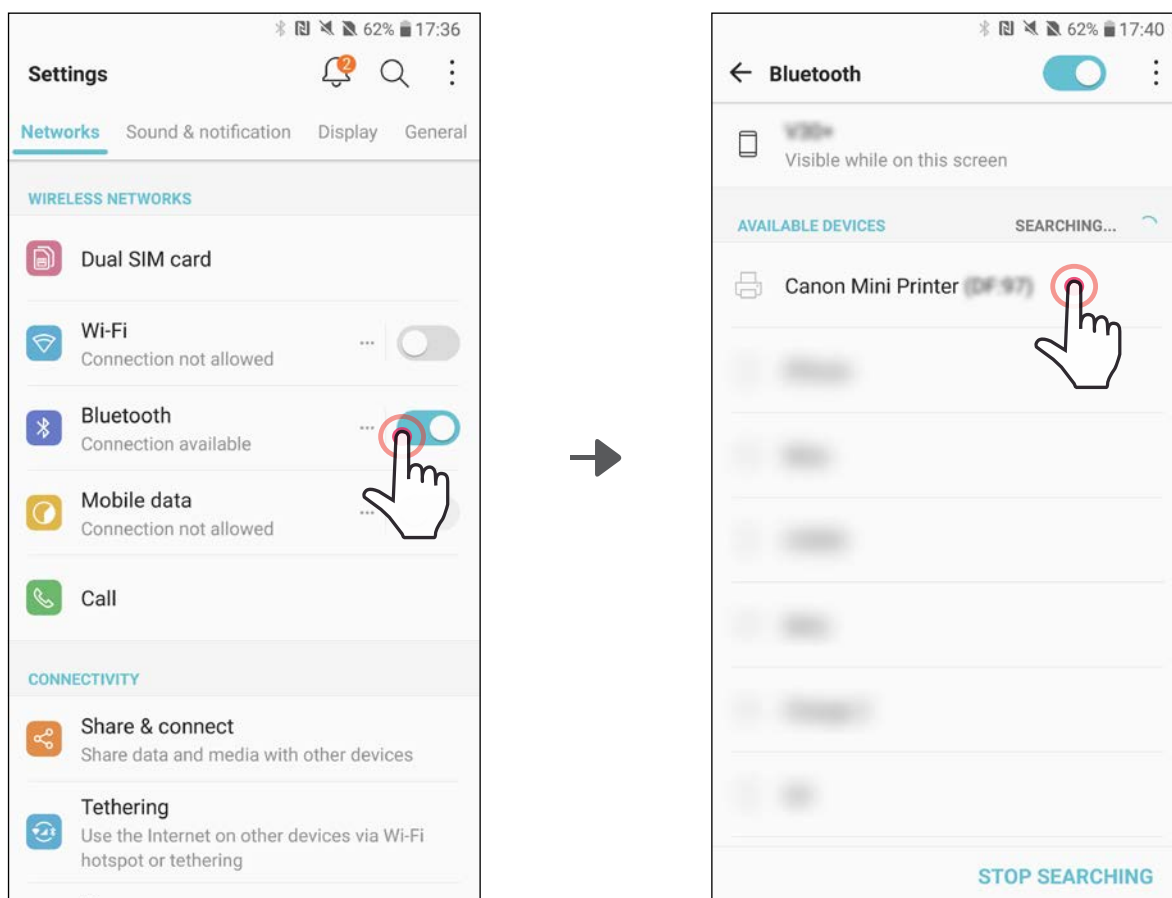 62% 17:36
Settings
2
Networks Sound & notification Display General
WIRELESS NETWORKS
Dual SIM card
Wi-Fi
Connection not allowed
Bluetooth
Connection available
Mobile data
Connection not allowed
Call
CONNECTIVITY
Share & connect
Share data and media with other devices
Tethering
Use the Internet on other devices via Wi-Fi
hotspot or tethering
62% 17:40
Bluetooth
Visible while on this screen
AVAILABLE DEVICES SEARCHING...
Canon Mini Printer
STOP SEARCHING